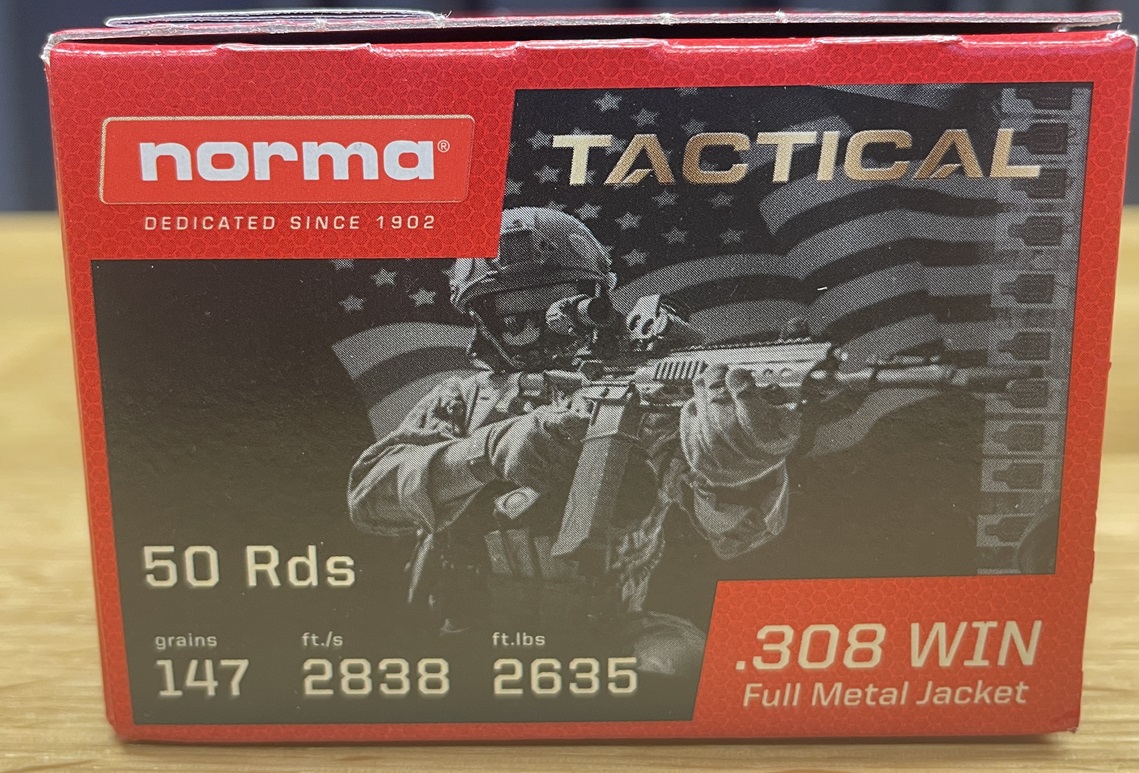 norma®
TACTICAL
DEDICATED SINCE 1902
50 Rds
grains ft./s ft.lbs
147 2838 2635
.308 WIN
Full Metal Jacket